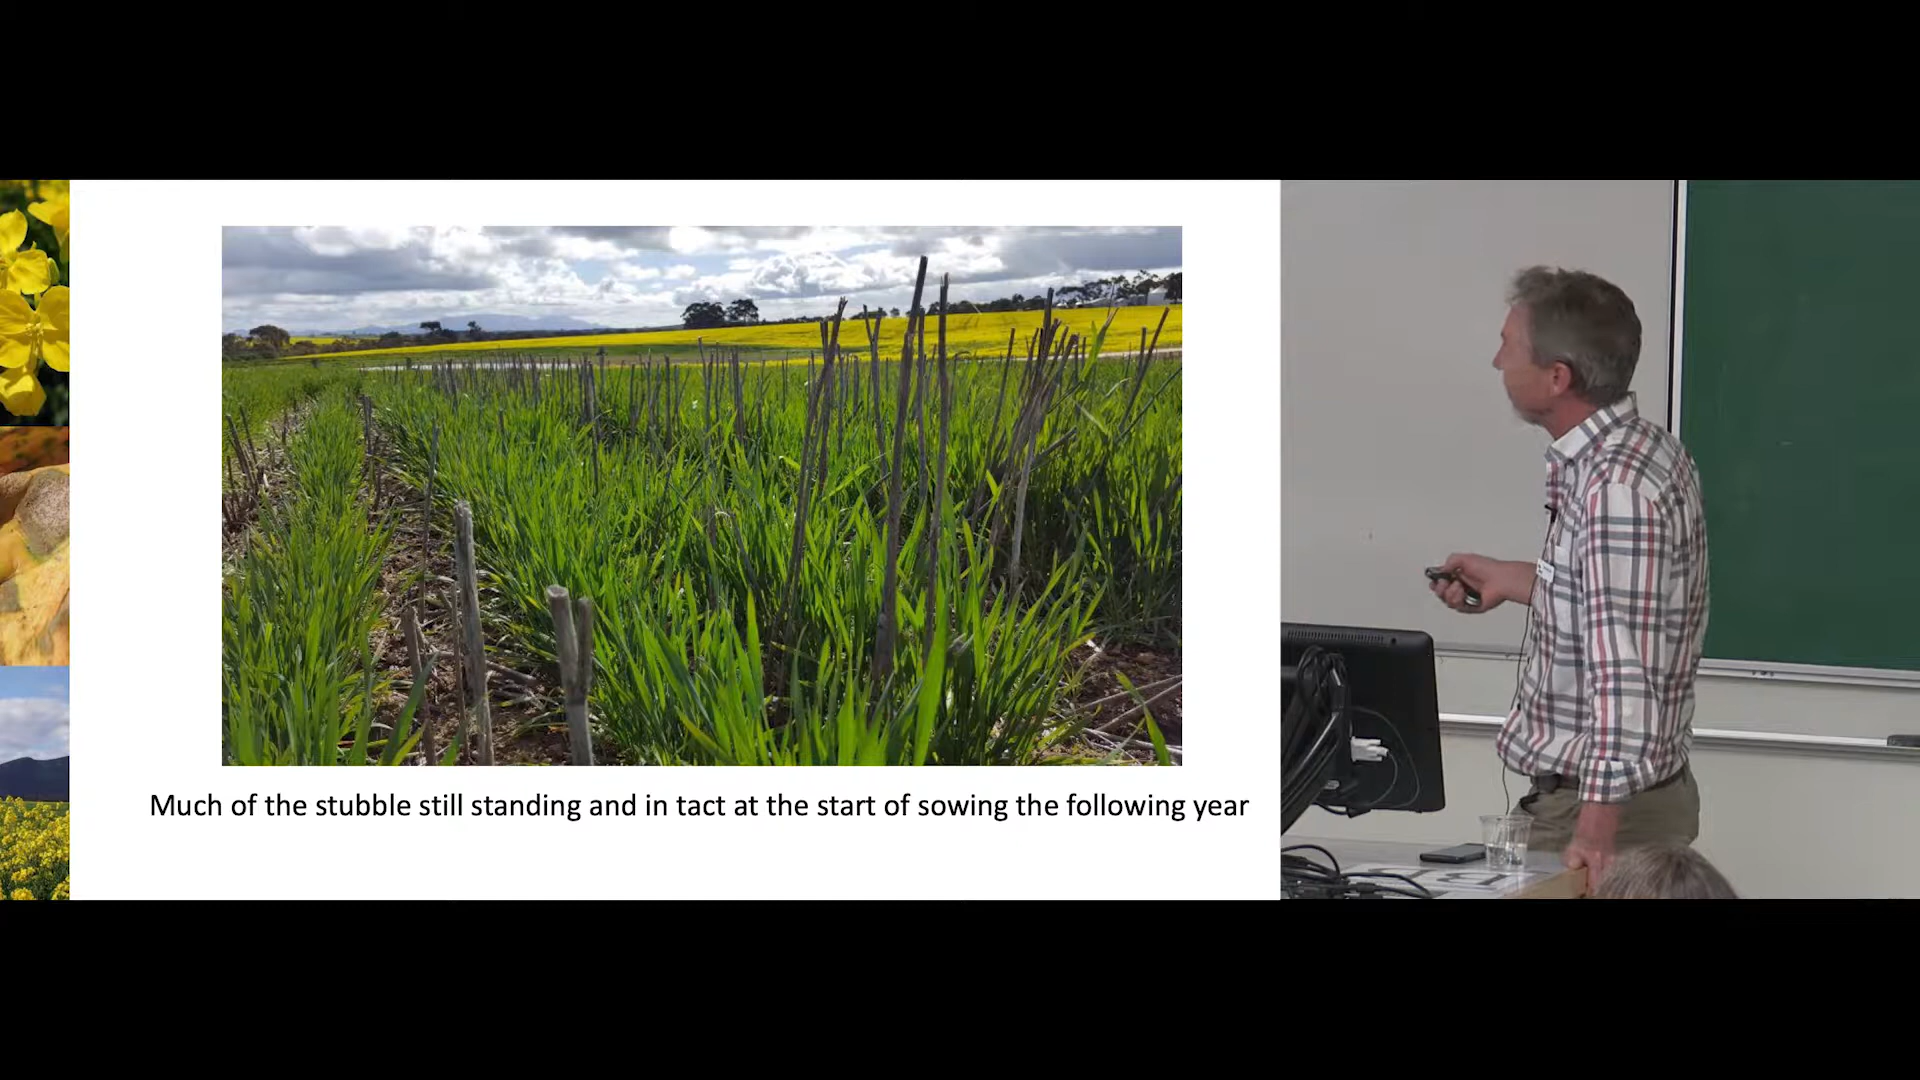 Much of the stubble still standing and in tact at the start of sowing the following year